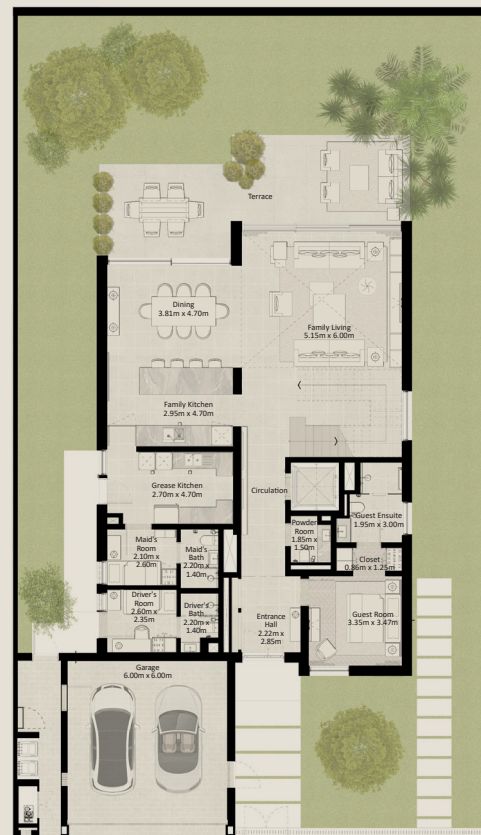 Terrace
Dining
3.81m x 4.70m
Family Living
5.15m x 6.00m
Family Kitchen
2.95m x 4.70m
Grease Kitchen
2.70m x 4.70m
Circulation
Powder
Room
1.85m x
1.50m
Guest Ensuite
1.95m x 3.00m
Maid's
Room
2.10m x
2.60m
Maid's
Bath
2.20m x
1.40m
Closet
0.86m x 1.25m
Driver's
Room
2.60m x
2.35m
Driver's
Bath
2.20m x
1.40m
Entrance
Hall
2.22m x
2.85m
Guest Room
3.35m x 3.47m
Garage
6.00m x 6.00m